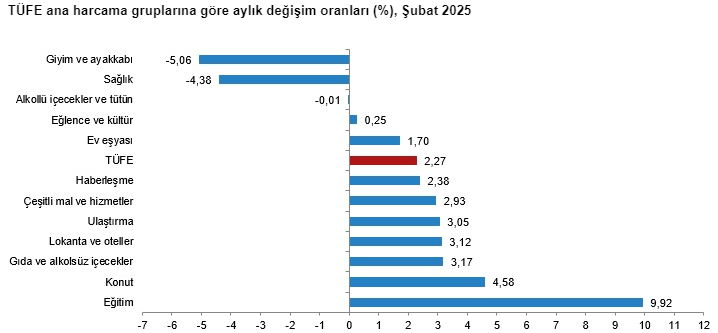 TÜFE ana harcama gruplarına göre aylık değişim oranları (%), Şubat 2025
Giyim ve ayakkabı -5,06
Sağlık -4,38
Alkollü içecekler ve tütün -0,01
Eğlence ve kültür 0,25
Ev eşyası 1,70
TÜFE 2,27
Haberleşme 2,38
Çeşitli mal ve hizmetler 2,93
Ulaştırma 3,05
Lokanta ve oteller 3,12
Gıda ve alkolsüz içecekler 3,17
Konut 4,58
Eğitim 9,92
-7 -6 -5 -4 -3 -2 -1 0 1 2 3 4 5 6 7 8 9 10 11 12